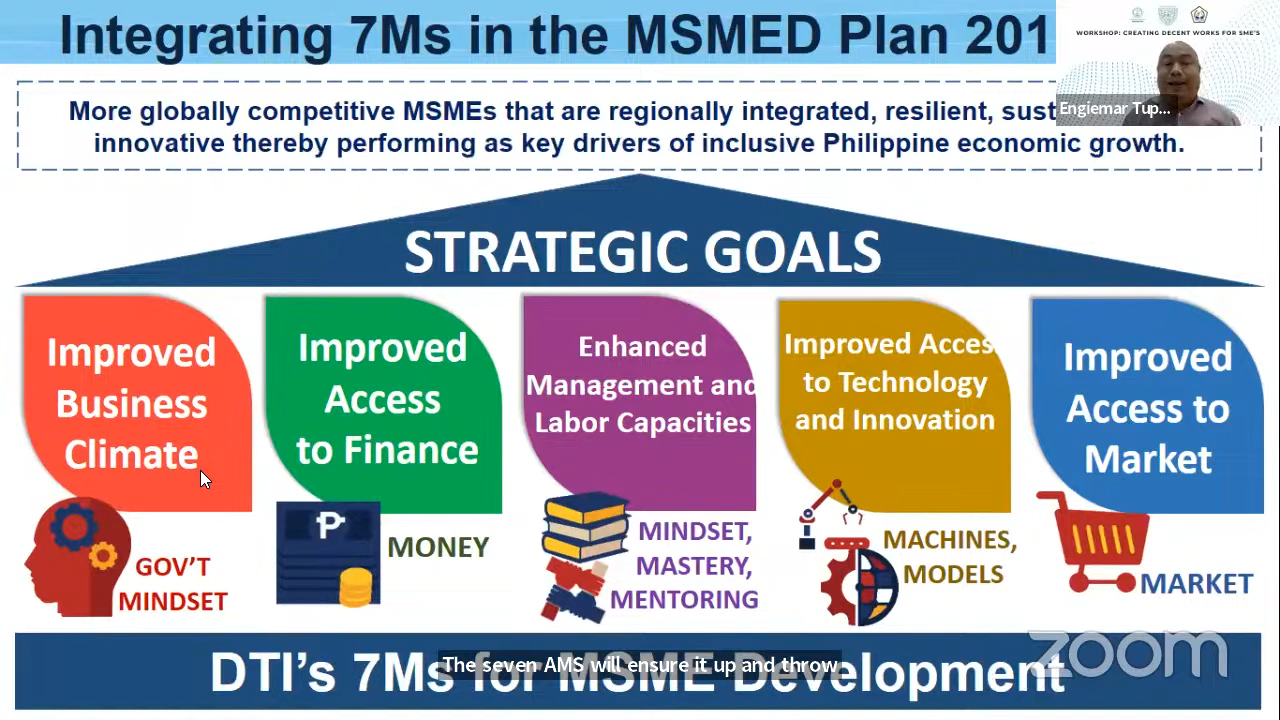 Integrating 7Ms in the MSMED Plan 201
WORKSHOP: CREATING DECENT WORKS FOR SME'S
Engiemar Tup...
More globally competitive MSMEs that are regionally integrated, resilient, sust
innovative thereby performing as key drivers of inclusive Philippine economic growth.
STRATEGIC GOALS
Improved
Business
Climate
Improved
Access
to Finance
Enhanced
Management and
Labor Capacities
Improved Access
to Technology
and Innovation
Improved
Access to
Market
GOV'T
MINDSET
₱
MONEY
MINDSET,
MASTERY,
MENTORING
MACHINES,
MODELS
MARKET
zoom
DTI's 7Ms for MSME Development
The seven AMS will ensure it up and throw